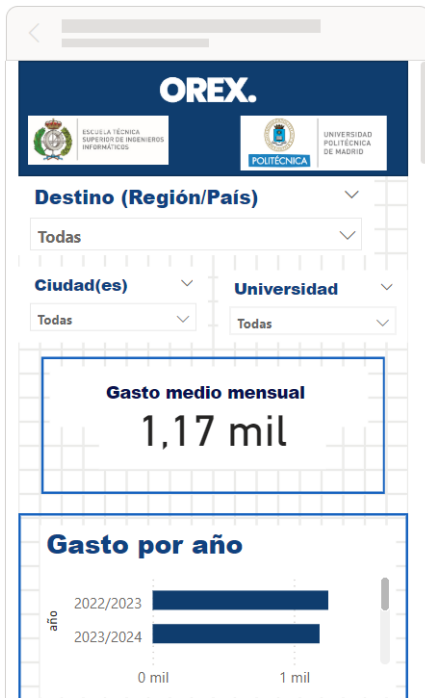 OREX.
ESCUELA TÉCNICA
SUPERIOR DE INGENIEROS
INFORMÁTICOS
POLITÉCNICA
UNIVERSIDAD
POLITÉCNICA
DE MADRID
Destino (Región/País)
Todas
Ciudad(es)
Todas
Universidad
Todas
Gasto medio mensual
1,17 mil
Gasto por año
año
2022/2023
2023/2024
0 mil
1 mil